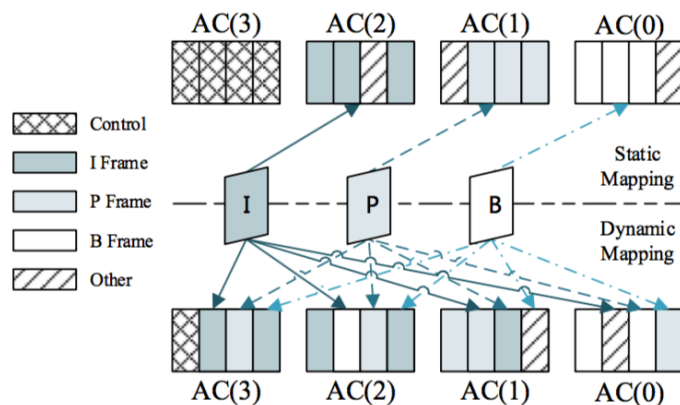 AC(3) AC(2) AC(1) AC(0)
Control
I Frame
P Frame
B Frame
Other
I P B
Static
Mapping
Dynamic
Mapping
AC(3) AC(2) AC(1) AC(0)